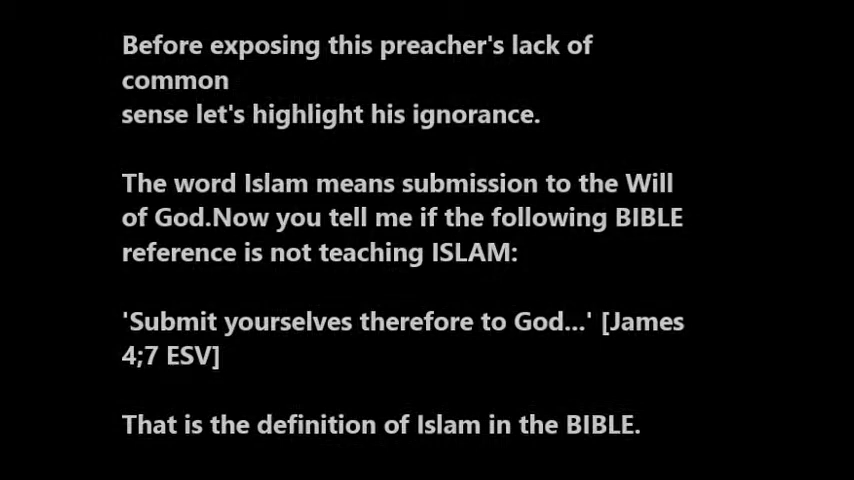 Before exposing this preacher's lack of
common
sense let's highlight his ignorance.
The word Islam means submission to the Will
of God.Now you tell me if the following BIBLE
reference is not teaching ISLAM:
'Submit yourselves therefore to God...' [James
4;7 ESV]
That is the definition of Islam in the BIBLE.